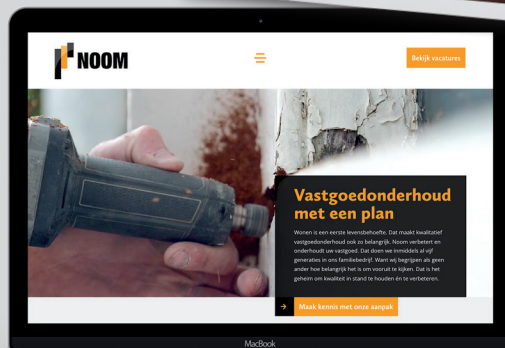 NOOM
Bekijk vacatures
Vastgoedonderhoud
met een plan
Wonen is een eerste levensbehoefte. Dat maakt kwalitatief
vastgoedonderhoud ook zo belangrijk. Noom verbetert en
onderhoudt uw vastgoed. Dat doen we inmiddels al vijf
generaties in ons familiebedrijf. Want wij begrijpen als geen
ander hoe belangrijk het is om vooruit te kijken. Dat is het
geheim om kwaliteit in stand te houden én te verbeteren.
Maak kennis met onze aanpak
MacBook